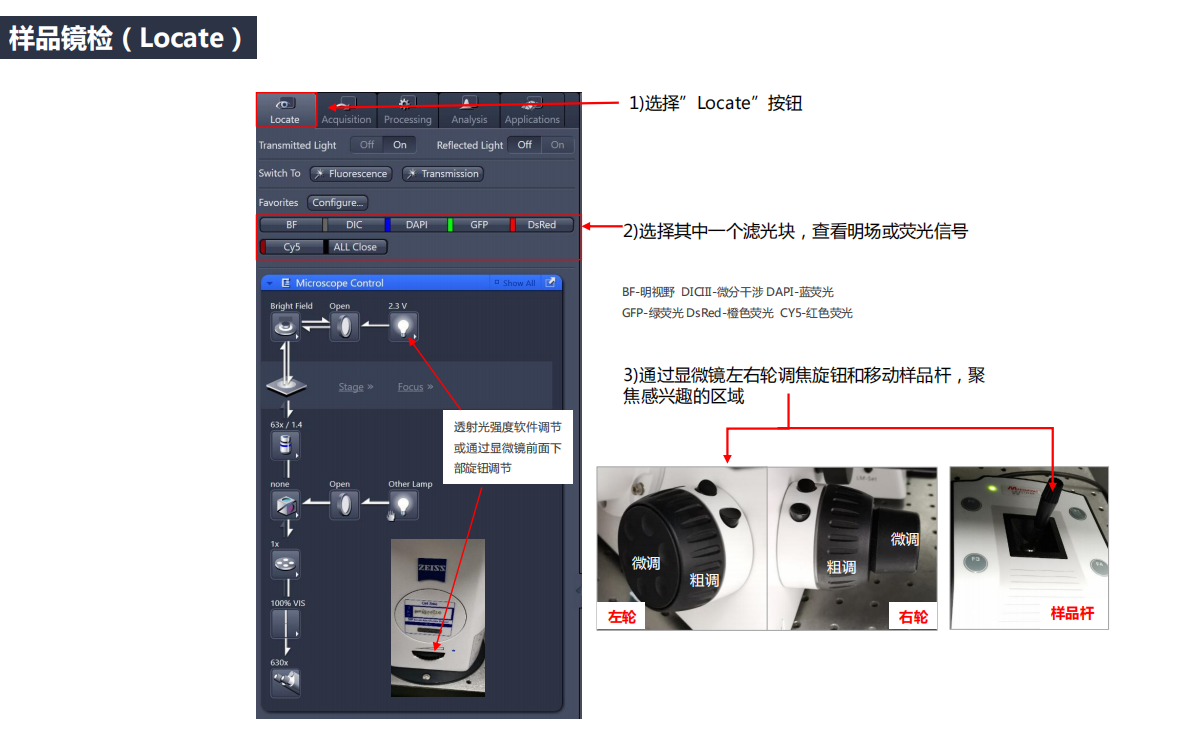 样品镜检（Locate）
Locate
Acquisition
Processing
Analysis
Applications
1)选择”Locate”按钮
Transmitted Light Off On Reflected Light Off On
Switch To Fluorescence Transmission
Favorites Configure...
BF DIC DAPI GFP DsRed
Cy5 ALL Close
2)选择其中一个滤光块，查看明场或荧光信号
Microscope Control Show All
BF-明视野 DICIII-微分干涉 DAPI-蓝荧光
GFP-绿荧光 DsRed-橙色荧光 CY5-红色荧光
Bright Field Open 2.3 V
Stage » Focus »
3)通过显微镜左右轮调焦旋钮和移动样品杆，聚
焦感兴趣的区域
63x / 1.4
透射光强度软件调节
或通过显微镜前面下
部旋钮调节
none Open Other Lamp
1x
100% VIS
630x
ZEISS
微调
粗调
左轮
微调
粗调
右轮
样品杆